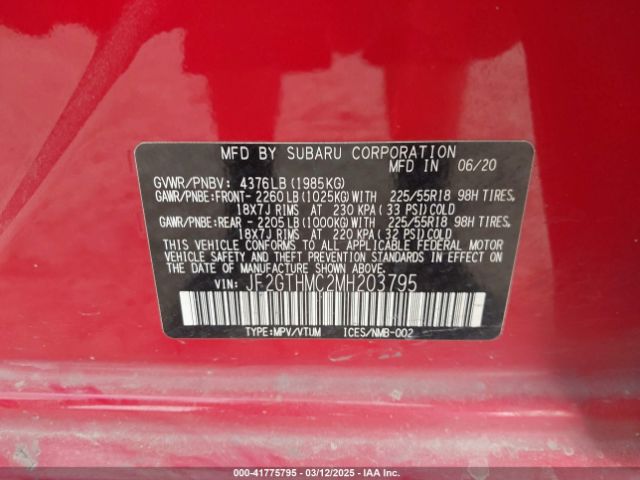 MFD BY SUBARU CORPORATION
MFD IN 06/20
GVWR/PNBV: 4376LB(1985KG)
GAWR/PNBE:FRONT- 2260LB(1025KG)WITH 225/55R18 98H TIRES,
18X7J RIMS AT 230 KPA(33 PSI)COLD
GAWR/PNBE:REAR - 2205LB(1000KG)WITH 225/55R18 98H TIRES,
18X7J RIMS AT 220 KPA(32 PSI)COLD
THIS VEHICLE CONFORMS TO ALL APPLICABLE FEDERAL MOTOR
VEHICLE SAFETY AND THEFT PREVENTION STANDARDS IN EFFECT ON
THE DATE OF MANUFACTURE SHOWN ABOVE.
VIN: JF2GTHMC2MH203795
TYPE:MPV/VTUM ICES/NMB-002
000-41775795 - 03/12/2025 - IAA Inc.